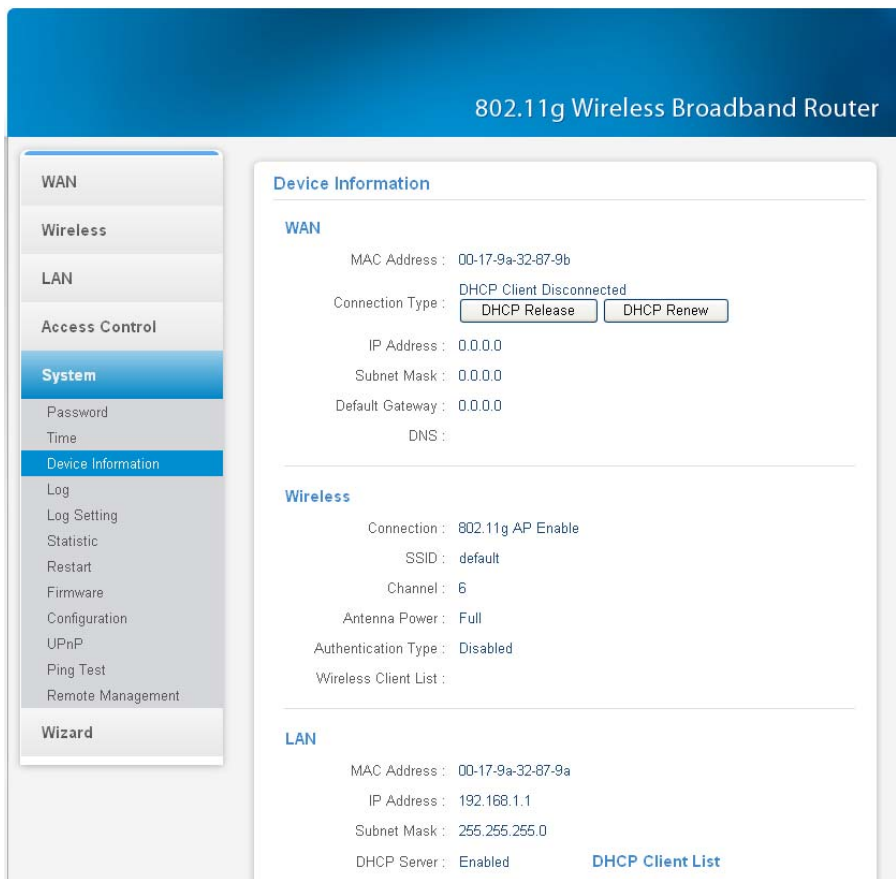 802.11g Wireless Broadband Router
WAN
Wireless
LAN
Access Control
System
Password
Time
Device Information
Log
Log Setting
Statistic
Restart
Firmware
Configuration
UPnP
Ping Test
Remote Management
Wizard
Device Information
WAN
MAC Address : 00-17-9a-32-87-9b
Connection Type : DHCP Client Disconnected
DHCP Release DHCP Renew
IP Address : 0.0.0.0
Subnet Mask : 0.0.0.0
Default Gateway : 0.0.0.0
DNS :
Wireless
Connection : 802.11g AP Enable
SSID : default
Channel : 6
Antenna Power : Full
Authentication Type : Disabled
Wireless Client List :
LAN
MAC Address : 00-17-9a-32-87-9a
IP Address : 192.168.1.1
Subnet Mask : 255.255.255.0
DHCP Server : Enabled DHCP Client List